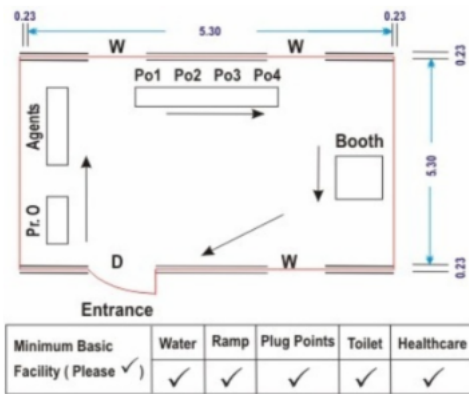 0.23 5.30 0.23
W W
0.23
Po1 Po2 Po3 Po4
Agents
Booth
5.30
Pr. O
D W
0.23
Entrance
Minimum Basic Facility ( Please ✓ ) Water Ramp Plug Points Toilet Healthcare
✓ ✓ ✓ ✓ ✓